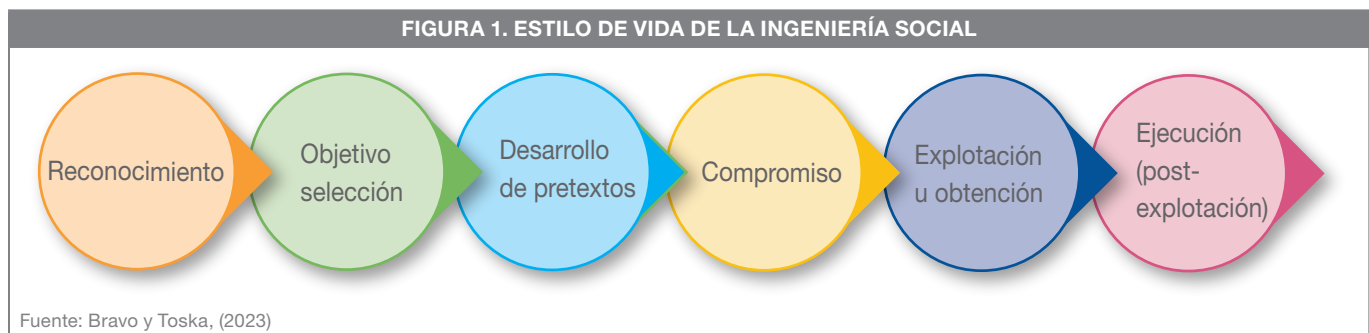 FIGURA 1. ESTILO DE VIDA DE LA INGENIERÍA SOCIAL
Reconocimiento
Objetivo
selección
Desarrollo
de pretextos
Compromiso
Explotación
u obtención
Ejecución
(post-
explotación)
Fuente: Bravo y Toska, (2023)